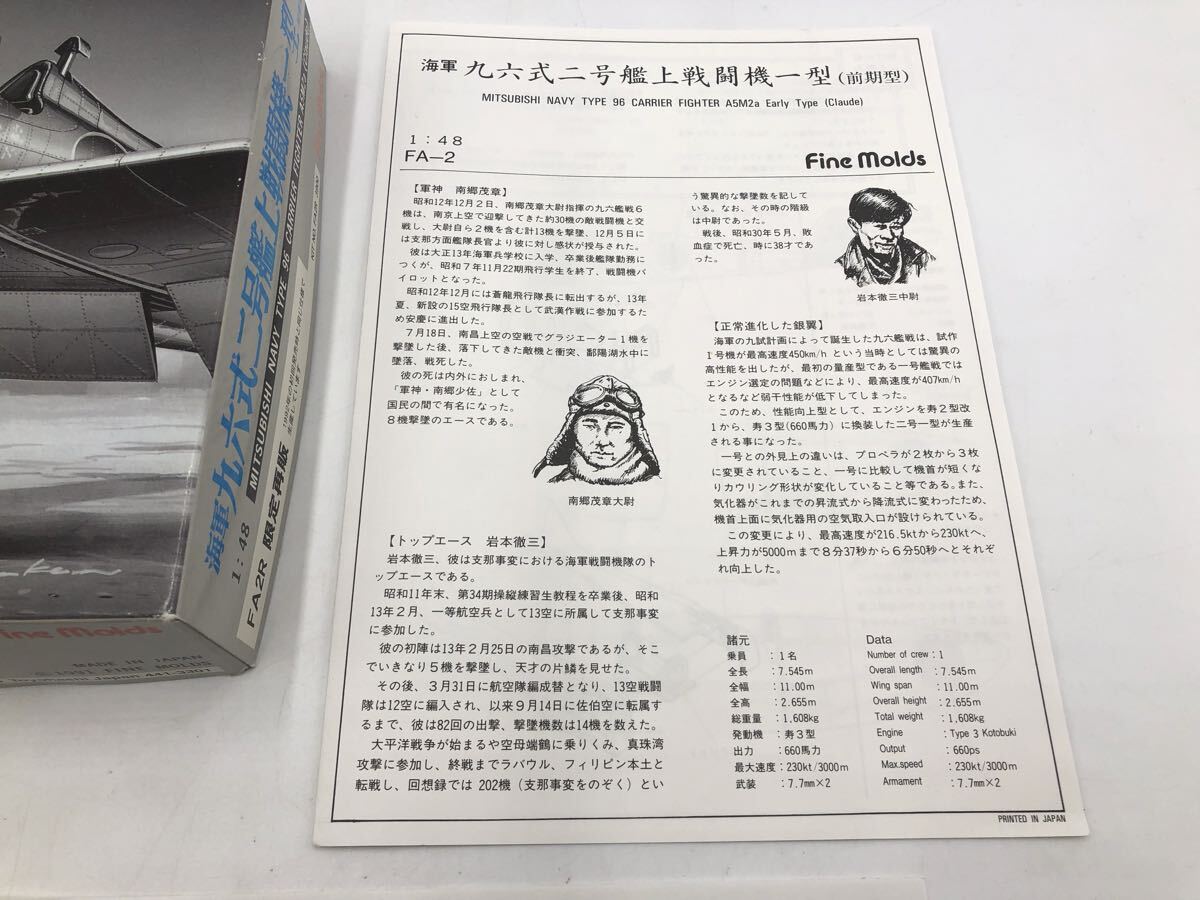 海軍九六式二号艦上戦闘機一型
1:48 MITSUBISHI NAVY TYPE 96 CARRIER FIGHTER
FA2R 限定再販
Fine Molds
MADE IN JAPAN
海軍 九六式二号艦上戦闘機一型(前期型)
MITSUBISHI NAVY TYPE 96 CARRIER FIGHTER A5M2a Early Type (Claude)
1:48
FA-2
Fine Molds
【軍神 南郷茂章】
昭和12年12月2日、南郷茂章大尉指揮の九六艦戦6
機は、南京上空で迎撃してきた約30機の敵戦闘機と交
戦し、大尉自ら2機を含む計13機を撃墜、12月5日に
は支那方面艦隊長官より彼に対し感状が授与された。
彼は大正13年海軍兵学校に入学、卒業後艦隊勤務に
つくが、昭和7年11月22期飛行学生を終了、戦闘機パ
イロットとなった。
昭和12年12月には蒼龍飛行隊長に転出するが、13年
夏、新設の15空飛行隊長として武漢作戦に参加するた
め安慶に進出した。
7月18日、南昌上空の空戦でグラジエーター1機を
撃墜した後、落下してきた敵機と衝突、鄱陽湖水中に
墜落、戦死した。
彼の死は内外におしまれ、
「軍神・南郷少佐」として
国民の間で有名になった。
8機撃墜のエースである。
南郷茂章大尉
【トップエース 岩本徹三】
岩本徹三、彼は支那事変における海軍戦闘機隊のト
ップエースである。
昭和11年末、第34期操縦練習生教程を卒業後、昭和
13年2月、一等航空兵として13空に所属して支那事変
に参加した。
彼の初陣は13年2月25日の南昌攻撃であるが、そこ
でいきなり5機を撃墜し、天才の片鱗を見せた。
その後、3月31日に航空隊編成替となり、13空戦闘
隊は12空に編入され、以来9月14日に佐伯空に転属す
るまで、彼は82回の出撃、撃墜機数は14機を数えた。
大平洋戦争が始まるや空母瑞鶴に乗りくみ、真珠湾
攻撃に参加し、終戦までラバウル、フィリピン本土と
転戦し、回想録では 202機(支那事変をのぞく)とい
う驚異的な撃墜数を記して
いる。なお、その時の階級
は中尉であった。
戦後、昭和30年5月、敗
血症で死亡、時に38才であ
った。
岩本徹三中尉
【正常進化した銀翼】
海軍の九試計画によって誕生した九六艦戦は、試作
1号機が最高速度450km/h という当時としては驚異の
高性能を出したが、最初の量産型である一号艦戦では
エンジン選定の問題などにより、最高速度が407km/h
となるなど弱干性能が低下してしまった。
このため、性能向上型として、エンジンを寿2型改
1から、寿3型(660馬力)に換装した二号一型が生産
される事になった。
一号との外見上の違いは、プロペラが2枚から3枚
に変更されていること、一号に比較して機首が短くな
りカウリング形状が変化していること等である。また、
気化器がこれまでの昇流式から降流式に変わったため、
機首上面に気化器用の空気取入口が設けられている。
この変更により、最高速度が216.5ktから230ktへ、
上昇力が5000mまで8分37秒から6分50秒へとそれぞ
れ向上した。
諸元
乗員 :1名
全長 :7.545m
全幅 :11.00m
全高 :2.655m
総重量 :1,608kg
発動機 :寿3型
出力 :660馬力
最大速度:230kt/3000m
武装 :7.7mm×2
Data
Number of crew:1
Overall length :7.545m
Wing span :11.00m
Overall height :2.655m
Total weight :1,608kg
Engine :Type 3 Kotobuki
Output :660ps
Max.speed :230kt/3000m
Armament :7.7mm×2
PRINTED IN JAPAN